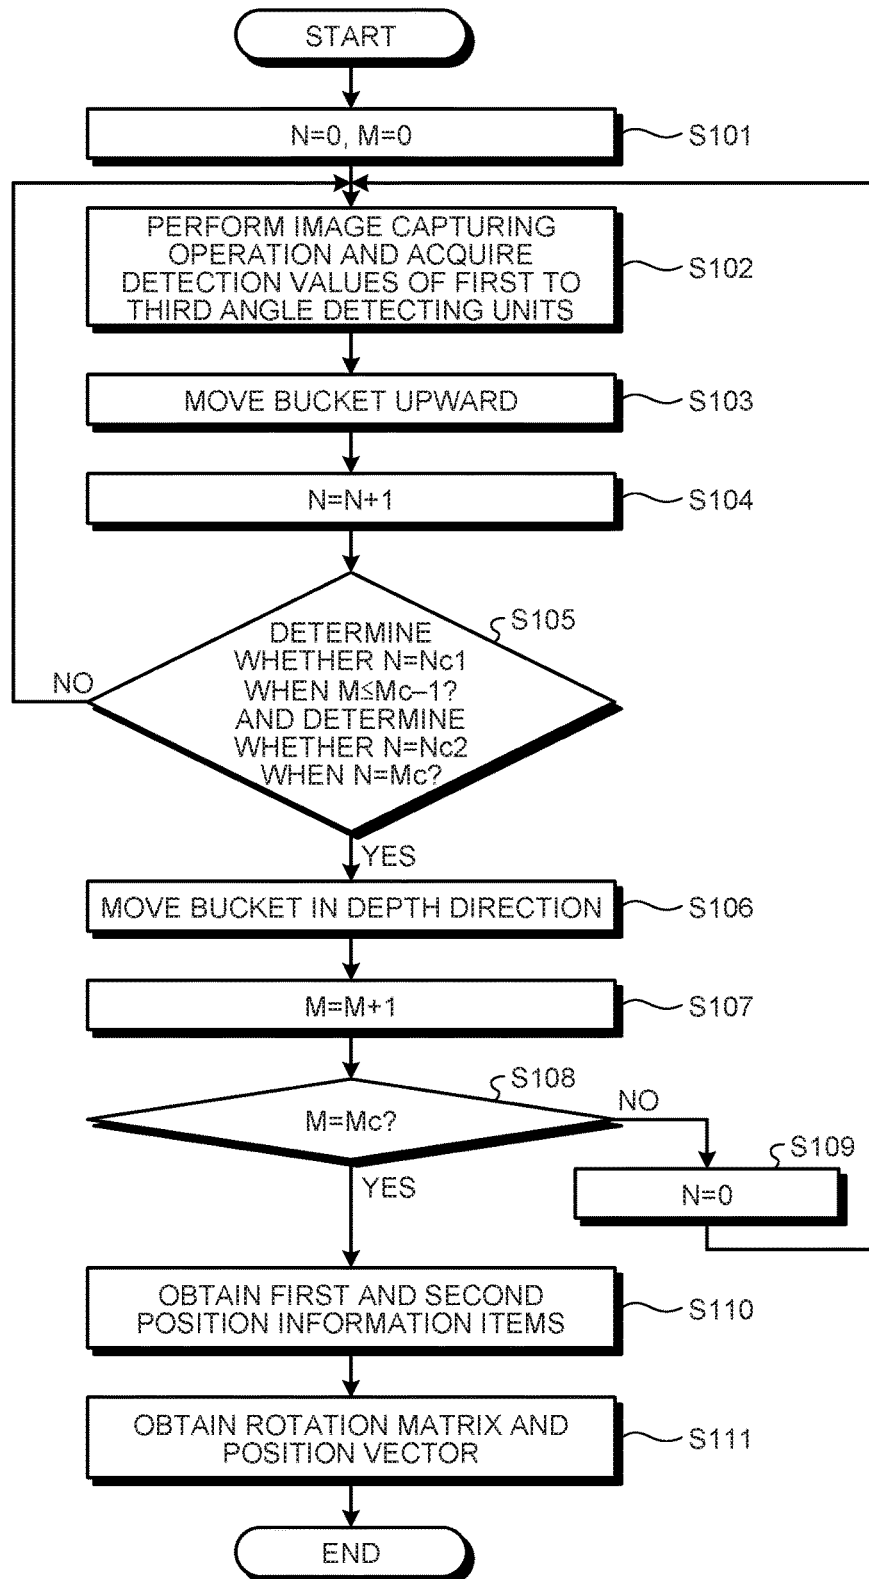 START
N=0, M=0
S101
PERFORM IMAGE CAPTURING
OPERATION AND ACQUIRE
DETECTION VALUES OF FIRST TO
THIRD ANGLE DETECTING UNITS
S102
MOVE BUCKET UPWARD
S103
N=N+1
S104
S105
DETERMINE
WHETHER N=Nc1
WHEN M≤Mc–1?
AND DETERMINE
WHETHER N=Nc2
WHEN N=Mc?
NO
YES
MOVE BUCKET IN DEPTH DIRECTION
S106
M=M+1
S107
S108
M=Mc?
NO
YES
S109
N=0
OBTAIN FIRST AND SECOND
POSITION INFORMATION ITEMS
S110
OBTAIN ROTATION MATRIX AND
POSITION VECTOR
S111
END